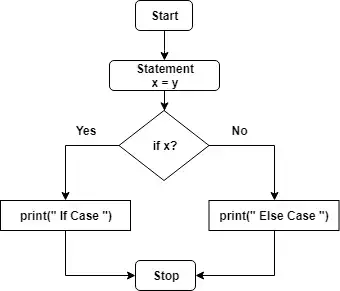 Start
Statement
x = y
if x?
Yes
No
print(" If Case ")
print(" Else Case ")
Stop